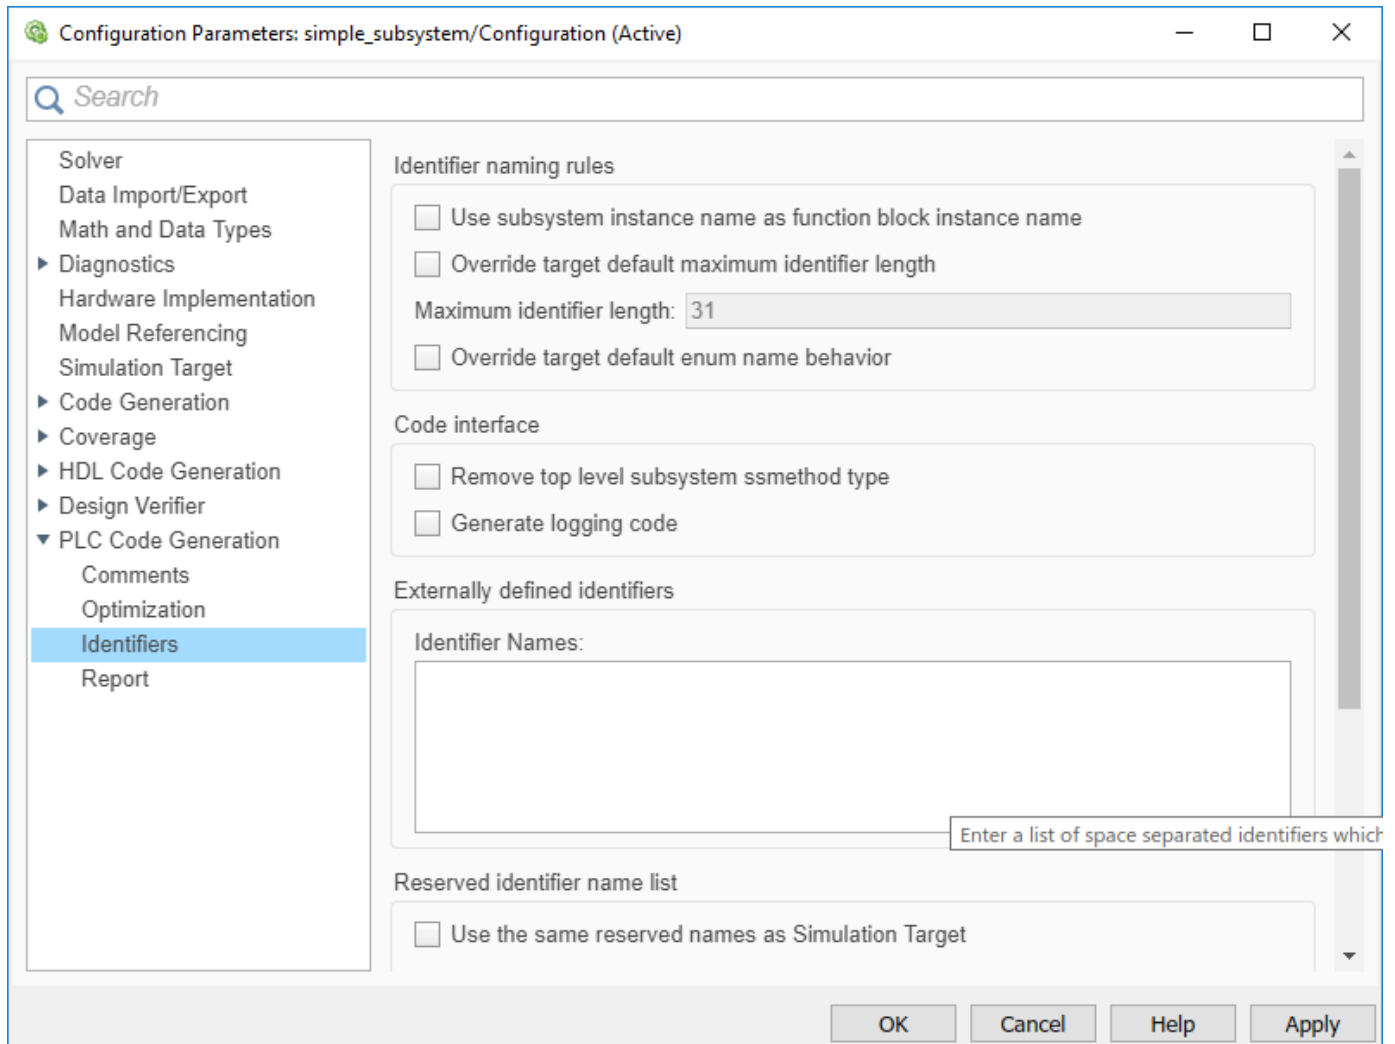 Configuration Parameters: simple_subsystem/Configuration (Active)
Search
Solver
Data Import/Export
Math and Data Types
Diagnostics
Hardware Implementation
Model Referencing
Simulation Target
Code Generation
Coverage
HDL Code Generation
Design Verifier
PLC Code Generation
Comments
Optimization
Identifiers
Report
Identifier naming rules
Use subsystem instance name as function block instance name
Override target default maximum identifier length
Maximum identifier length: 31
Override target default enum name behavior
Code interface
Remove top level subsystem ssmethod type
Generate logging code
Externally defined identifiers
Identifier Names:
Enter a list of space separated identifiers which
Reserved identifier name list
Use the same reserved names as Simulation Target
OK Cancel Help Apply